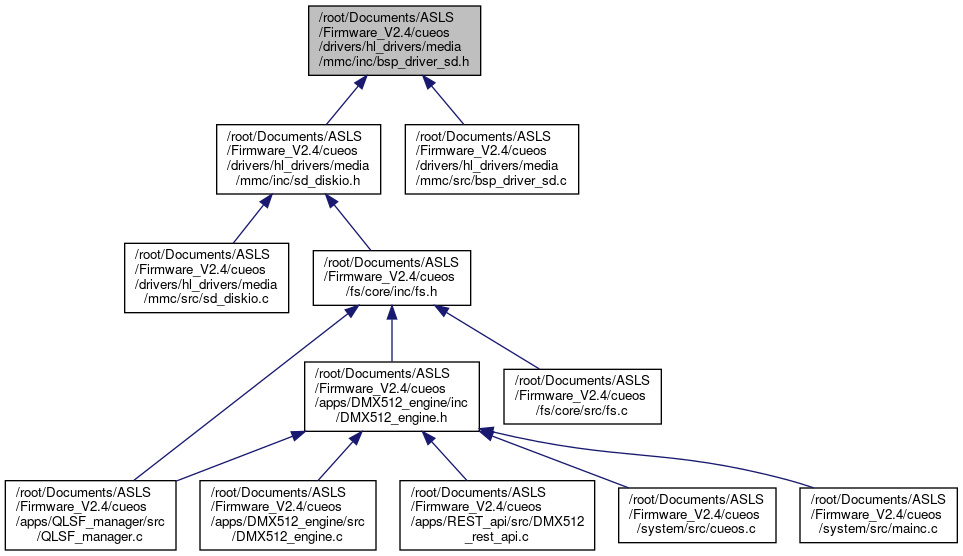 /root/Documents/ASLS
/Firmware_V2.4/cueos
/drivers/hl_drivers/media
/mmc/inc/bsp_driver_sd.h
/root/Documents/ASLS
/Firmware_V2.4/cueos
/drivers/hl_drivers/media
/mmc/inc/sd_diskio.h
/root/Documents/ASLS
/Firmware_V2.4/cueos
/drivers/hl_drivers/media
/mmc/src/bsp_driver_sd.c
/root/Documents/ASLS
/Firmware_V2.4/cueos
/drivers/hl_drivers/media
/mmc/src/sd_diskio.c
/root/Documents/ASLS
/Firmware_V2.4/cueos
/fs/core/inc/fs.h
/root/Documents/ASLS
/Firmware_V2.4/cueos
/apps/DMX512_engine/inc
/DMX512_engine.h
/root/Documents/ASLS
/Firmware_V2.4/cueos
/fs/core/src/fs.c
/root/Documents/ASLS
/Firmware_V2.4/cueos
/apps/QLSF_manager/src
/QLSF_manager.c
/root/Documents/ASLS
/Firmware_V2.4/cueos
/apps/DMX512_engine/src
/DMX512_engine.c
/root/Documents/ASLS
/Firmware_V2.4/cueos
/apps/REST_api/src/DMX512
_rest_api.c
/root/Documents/ASLS
/Firmware_V2.4/cueos
/system/src/cueos.c
/root/Documents/ASLS
/Firmware_V2.4/cueos
/system/src/mainc.c